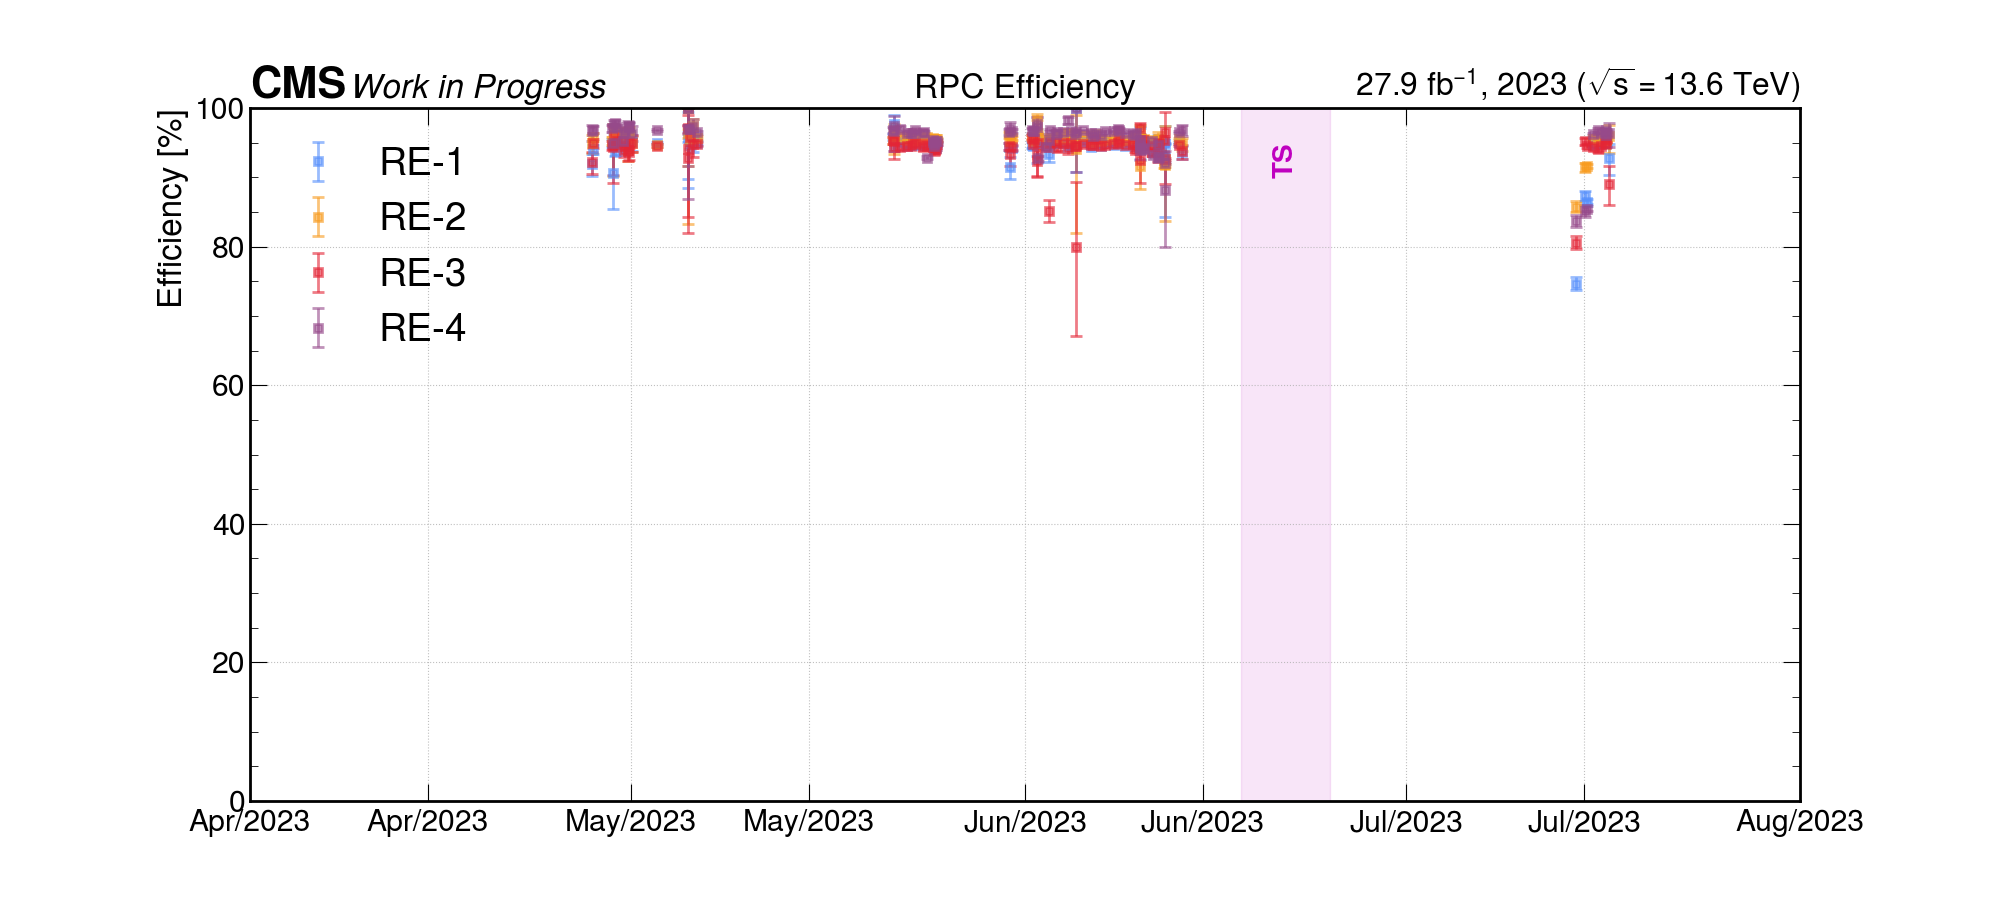 CMS Work in Progress RPC Efficiency 27.9 fb⁻¹, 2023 (√s = 13.6 TeV)
Efficiency [%]
100
80
60
40
20
0
RE-1
RE-2
RE-3
RE-4
TS
Apr/2023 Apr/2023 May/2023 May/2023 Jun/2023 Jun/2023 Jul/2023 Jul/2023 Aug/2023